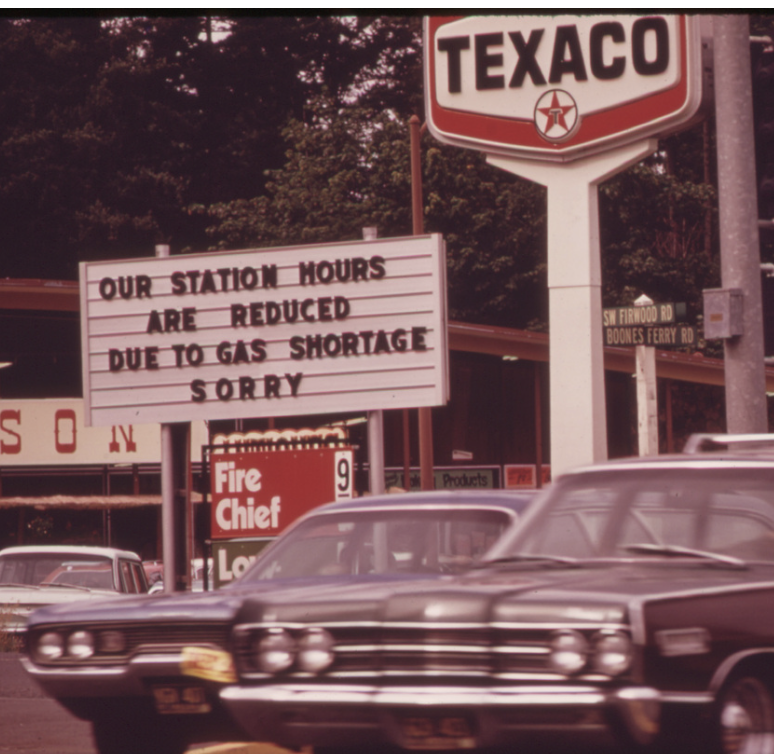 TEXACO
T
OUR STATION HOURS
ARE REDUCED
DUE TO GAS SHORTAGE
SORRY
SW FIRWOOD RD
BOONES FERRY RD
SON
Fire
Chief
9
Products